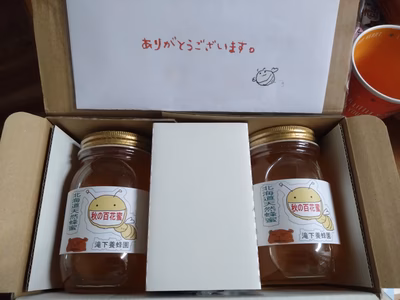 ありがとうございます。
北海道天然蜂蜜
秋の百花蜜
滝下養蜂園
北海道天然蜂蜜
秋の百花蜜
滝下養蜂園